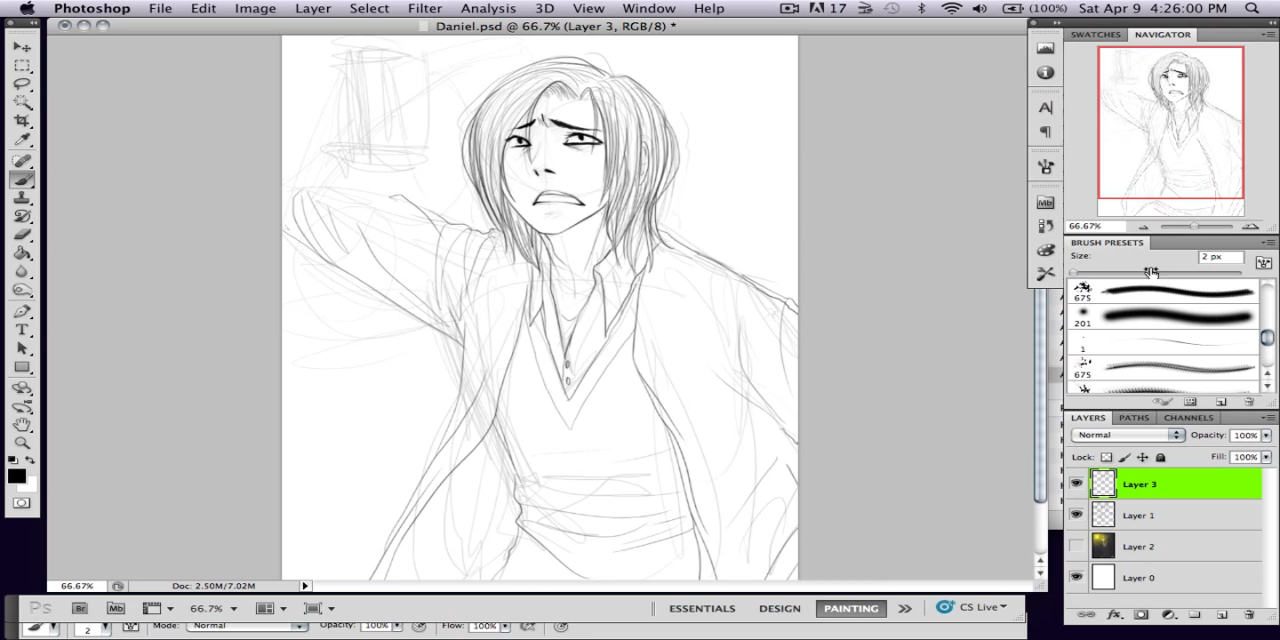 Photoshop File Edit Image Layer Select Filter Analysis 3D View Window Help 17 (100%) Sat Apr 9 4:26:00 PM
Daniel.psd @ 66.7% (Layer 3, RGB/8) *
SWATCHES NAVIGATOR
66.67%
BRUSH PRESETS
Size: 2 px
675
201
1
675
LAYERS PATHS CHANNELS
Normal Opacity: 100%
Lock: Fill: 100%
Layer 3
Layer 1
Layer 2
Layer 0
66.67% Doc: 2.50M/7.02M
Ps Br Mb 66.7% ESSENTIALS DESIGN PAINTING CS Live
2 Mode: Normal Opacity: 100% Flow: 100%
Mb
T
A